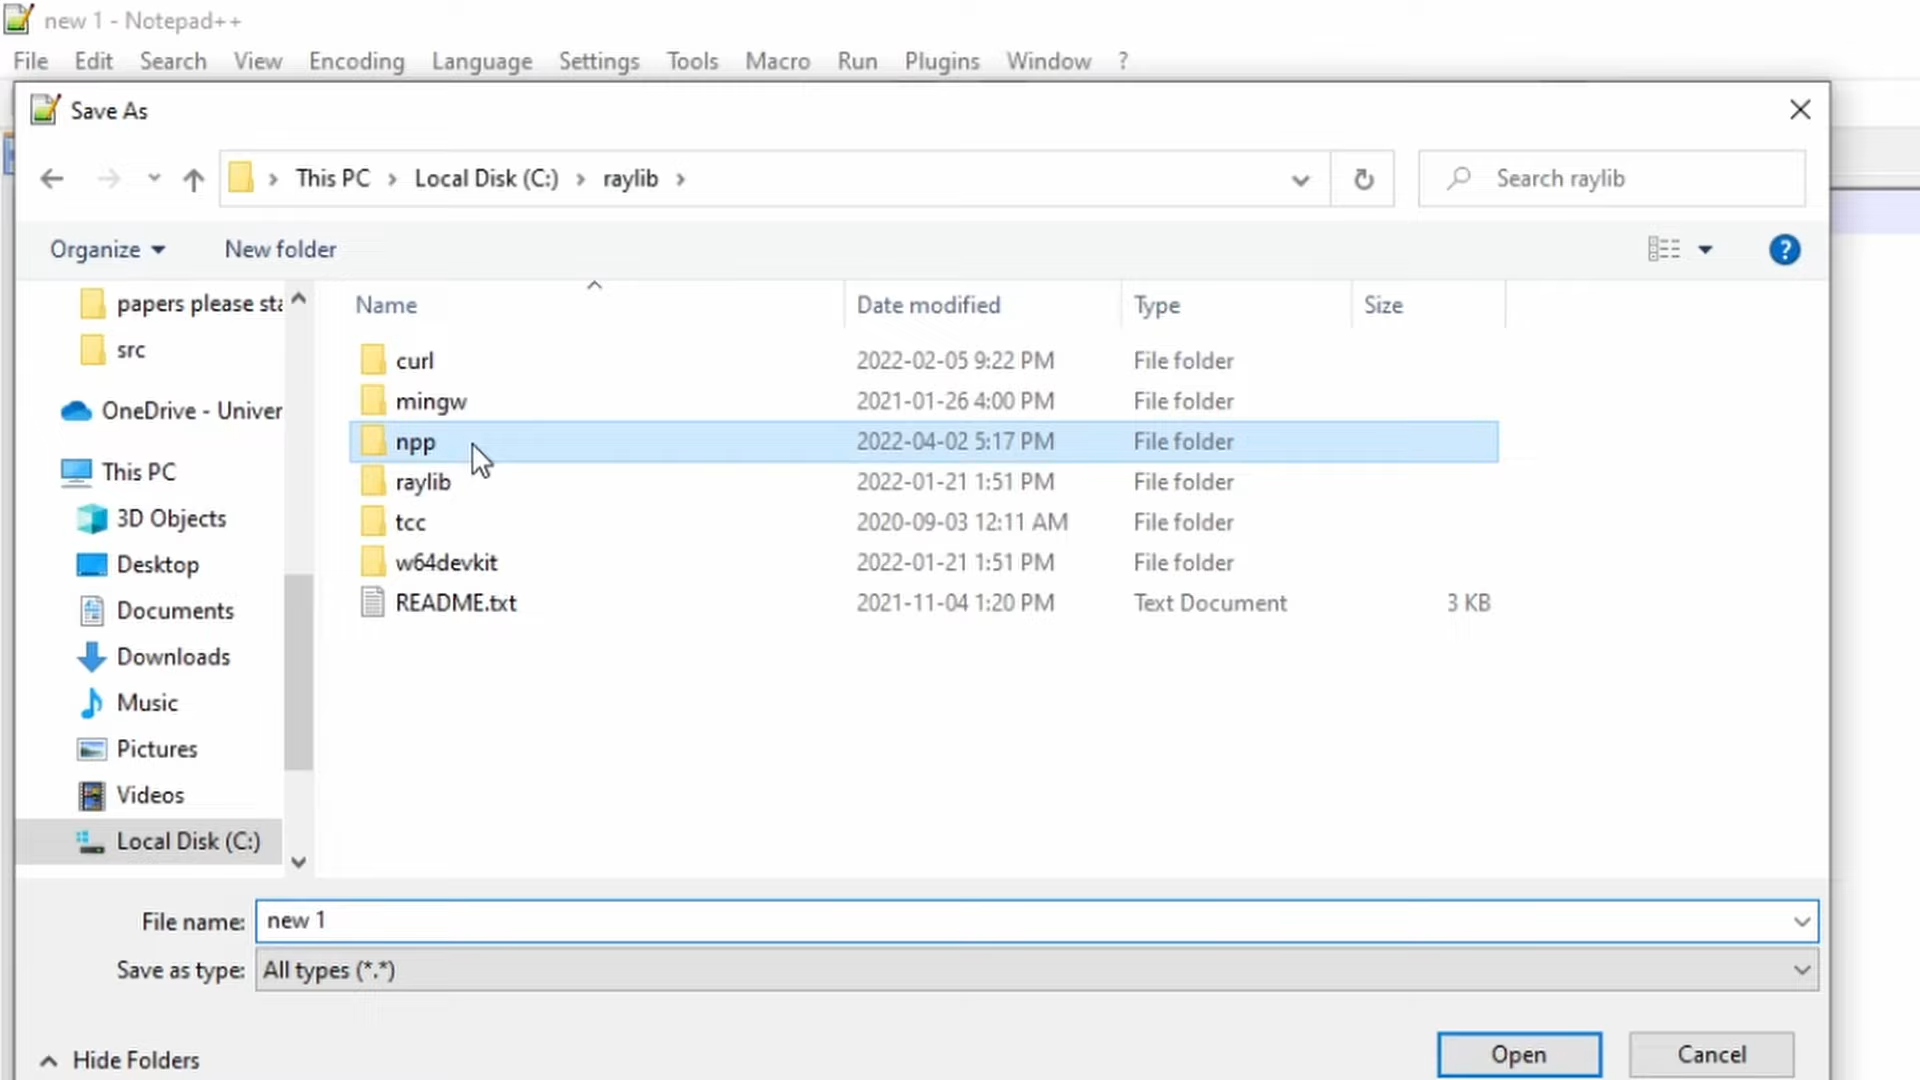 new 1 - Notepad++
File Edit Search View Encoding Language Settings Tools Macro Run Plugins Window ?
Save As
This PC > Local Disk (C:) > raylib >
Search raylib
Organize
New folder
?
papers please sta
src
OneDrive - Univer
This PC
3D Objects
Desktop
Documents
Downloads
Music
Pictures
Videos
Local Disk (C:)
Name Date modified Type Size
curl 2022-02-05 9:22 PM File folder
mingw 2021-01-26 4:00 PM File folder
npp 2022-04-02 5:17 PM File folder
raylib 2022-01-21 1:51 PM File folder
tcc 2020-09-03 12:11 AM File folder
w64devkit 2022-01-21 1:51 PM File folder
README.txt 2021-11-04 1:20 PM Text Document 3 KB
File name: new 1
Save as type: All types (*.*)
Hide Folders
Open
Cancel